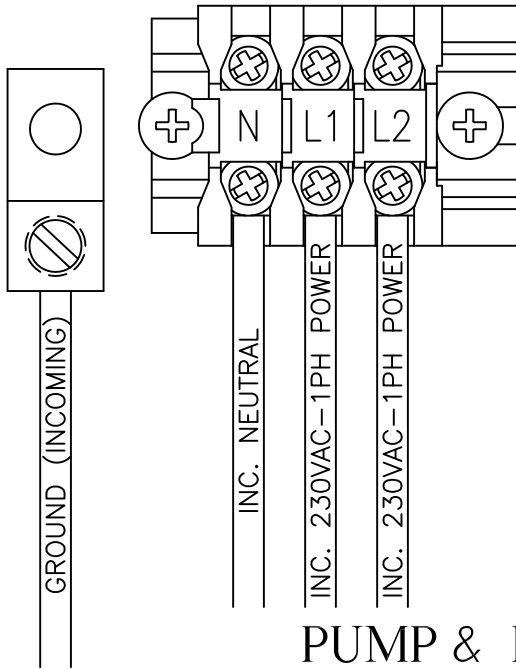 N L1 L2
GROUND (INCOMING)
INC. NEUTRAL
INC. 230VAC-1PH POWER
INC. 230VAC-1PH POWER
PUMP &